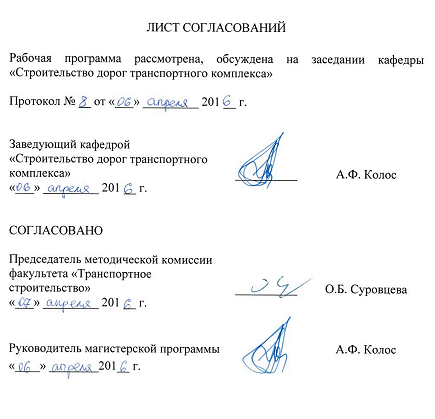 ЛИСТ СОГЛАСОВАНИЙ
Рабочая программа рассмотрена, обсуждена на заседании кафедры
«Строительство дорог транспортного комплекса»
Протокол № 8 от «06» апреля 2016 г.
Заведующий кафедрой
«Строительство дорог транспортного
комплекса» А.Ф. Колос
«06» апреля 2016 г.
СОГЛАСОВАНО
Председатель методической комиссии
факультета «Транспортное
строительство» О.Б. Суровцева
«07» апреля 2016 г.
Руководитель магистерской программы А.Ф. Колос
«06» апреля 2016 г.